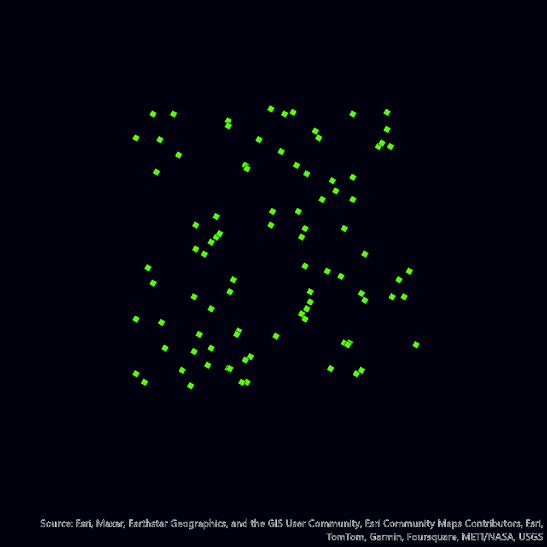 Source: Esri, Maxar, Earthstar Geographics, and the GIS User Community, Esri Community Maps Contributors, Esri,
TomTom, Garmin, Foursquare, METI/NASA, USGS